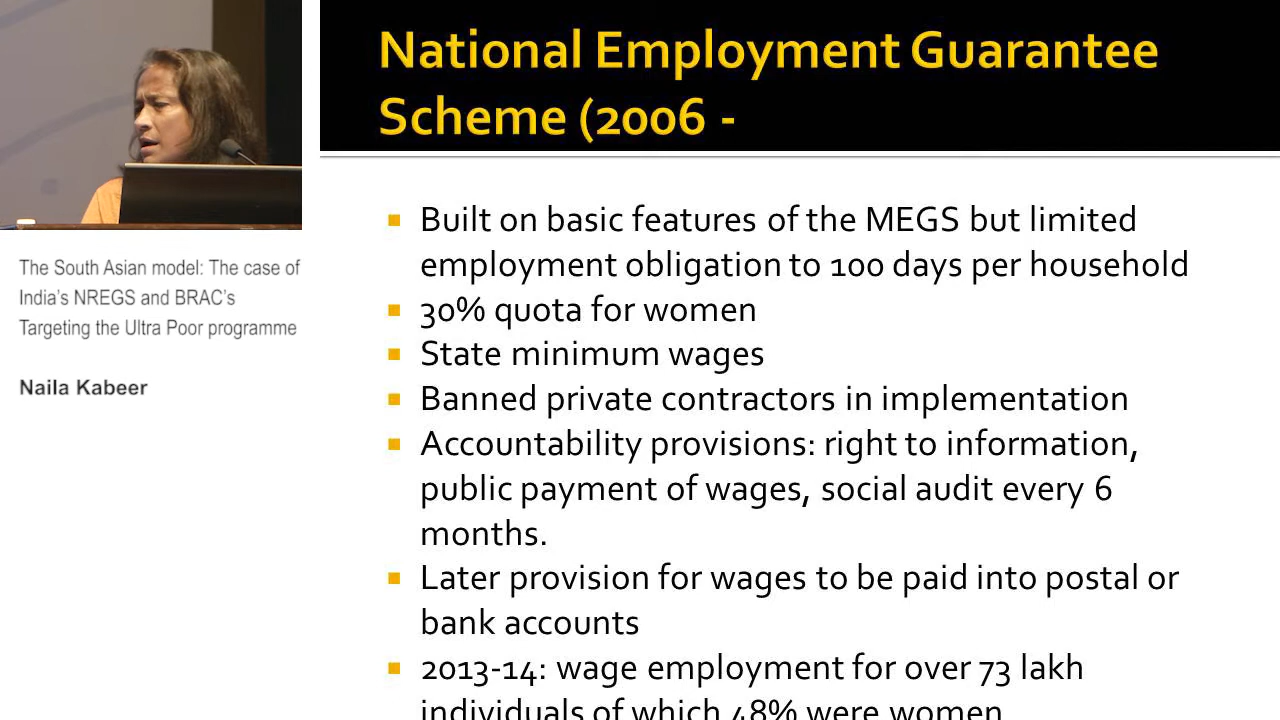 National Employment Guarantee
Scheme (2006 -
The South Asian model: The case of
India's NREGS and BRAC's
Targeting the Ultra Poor programme
Naila Kabeer
Built on basic features of the MEGS but limited
employment obligation to 100 days per household
30% quota for women
State minimum wages
Banned private contractors in implementation
Accountability provisions: right to information,
public payment of wages, social audit every 6
months.
Later provision for wages to be paid into postal or
bank accounts
2013-14: wage employment for over 73 lakh
individuals of which 48% were women